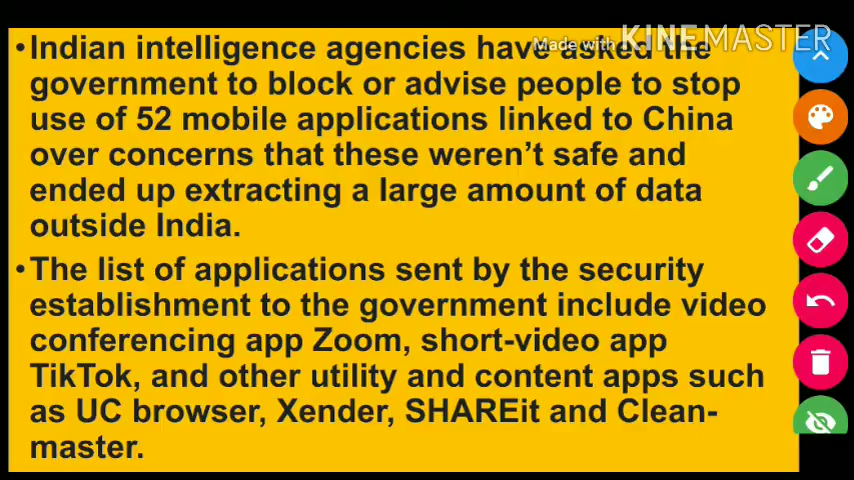 Made with KINEMASTER
•Indian intelligence agencies have asked the
government to block or advise people to stop
use of 52 mobile applications linked to China
over concerns that these weren't safe and
ended up extracting a large amount of data
outside India.
•The list of applications sent by the security
establishment to the government include video
conferencing app Zoom, short-video app
TikTok, and other utility and content apps such
as UC browser, Xender, SHAREit and Clean-
master.